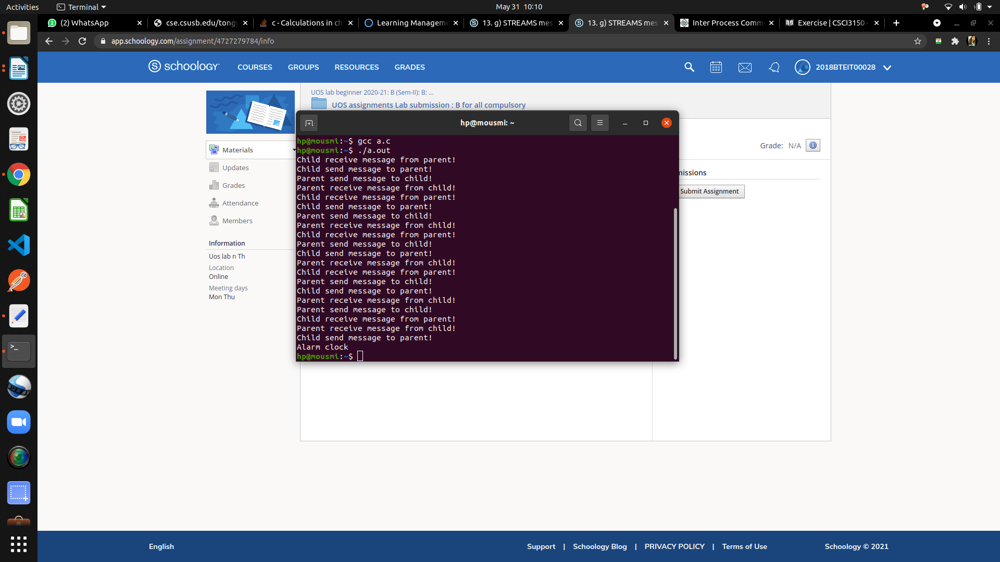 Activities
Terminal
May 31 10:10
(2) WhatsApp
cse.csusb.edu/tong
c - Calculations in ch
Learning Manageme
13. g) STREAMS mes
13. g) STREAMS mes
Inter Process Comm
Exercise | CSCI3150 -
app.schoology.com/assignment/4727279784/info
S schoology
COURSES
GROUPS
RESOURCES
GRADES
2018BTEIT00028
UOS lab beginner 2020-21: B (Sem-II): B: ...
UOS assignments Lab submission : B for all compulsory
Materials
Updates
Grades
Attendance
Members
Information
Uos lab n Th
Location
Online
Meeting days
Mon Thu
hp@mousmi: ~
hp@mousmi:~$ gcc a.c
hp@mousmi:~$ ./a.out
Child receive message from parent!
Child send message to parent!
Parent send message to child!
Parent receive message from child!
Child receive message from parent!
Child send message to parent!
Parent send message to child!
Parent receive message from child!
Child receive message from parent!
Parent send message to child!
Child send message to parent!
Parent receive message from child!
Child receive message from parent!
Parent send message to child!
Child send message to parent!
Parent receive message from child!
Parent send message to child!
Child receive message from parent!
Parent receive message from child!
Child send message to parent!
Alarm clock
hp@mousmi:~$
Grade: N/A
missions
Submit Assignment
English
Support | Schoology Blog | PRIVACY POLICY | Terms of Use
Schoology © 2021